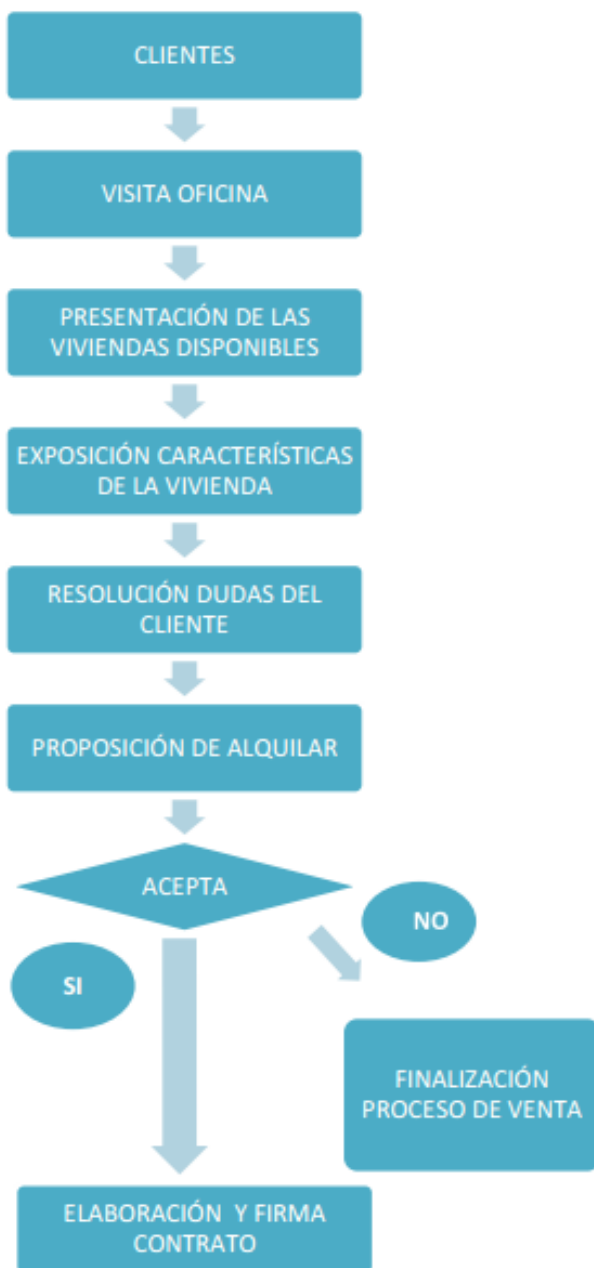 CLIENTES
VISITA OFICINA
PRESENTACIÓN DE LAS
VIVIENDAS DISPONIBLES
EXPOSICIÓN CARACTERÍSTICAS
DE LA VIVIENDA
RESOLUCIÓN DUDAS DEL
CLIENTE
PROPOSICIÓN DE ALQUILAR
ACEPTA
NO
SI
FINALIZACIÓN
PROCESO DE VENTA
ELABORACIÓN Y FIRMA
CONTRATO